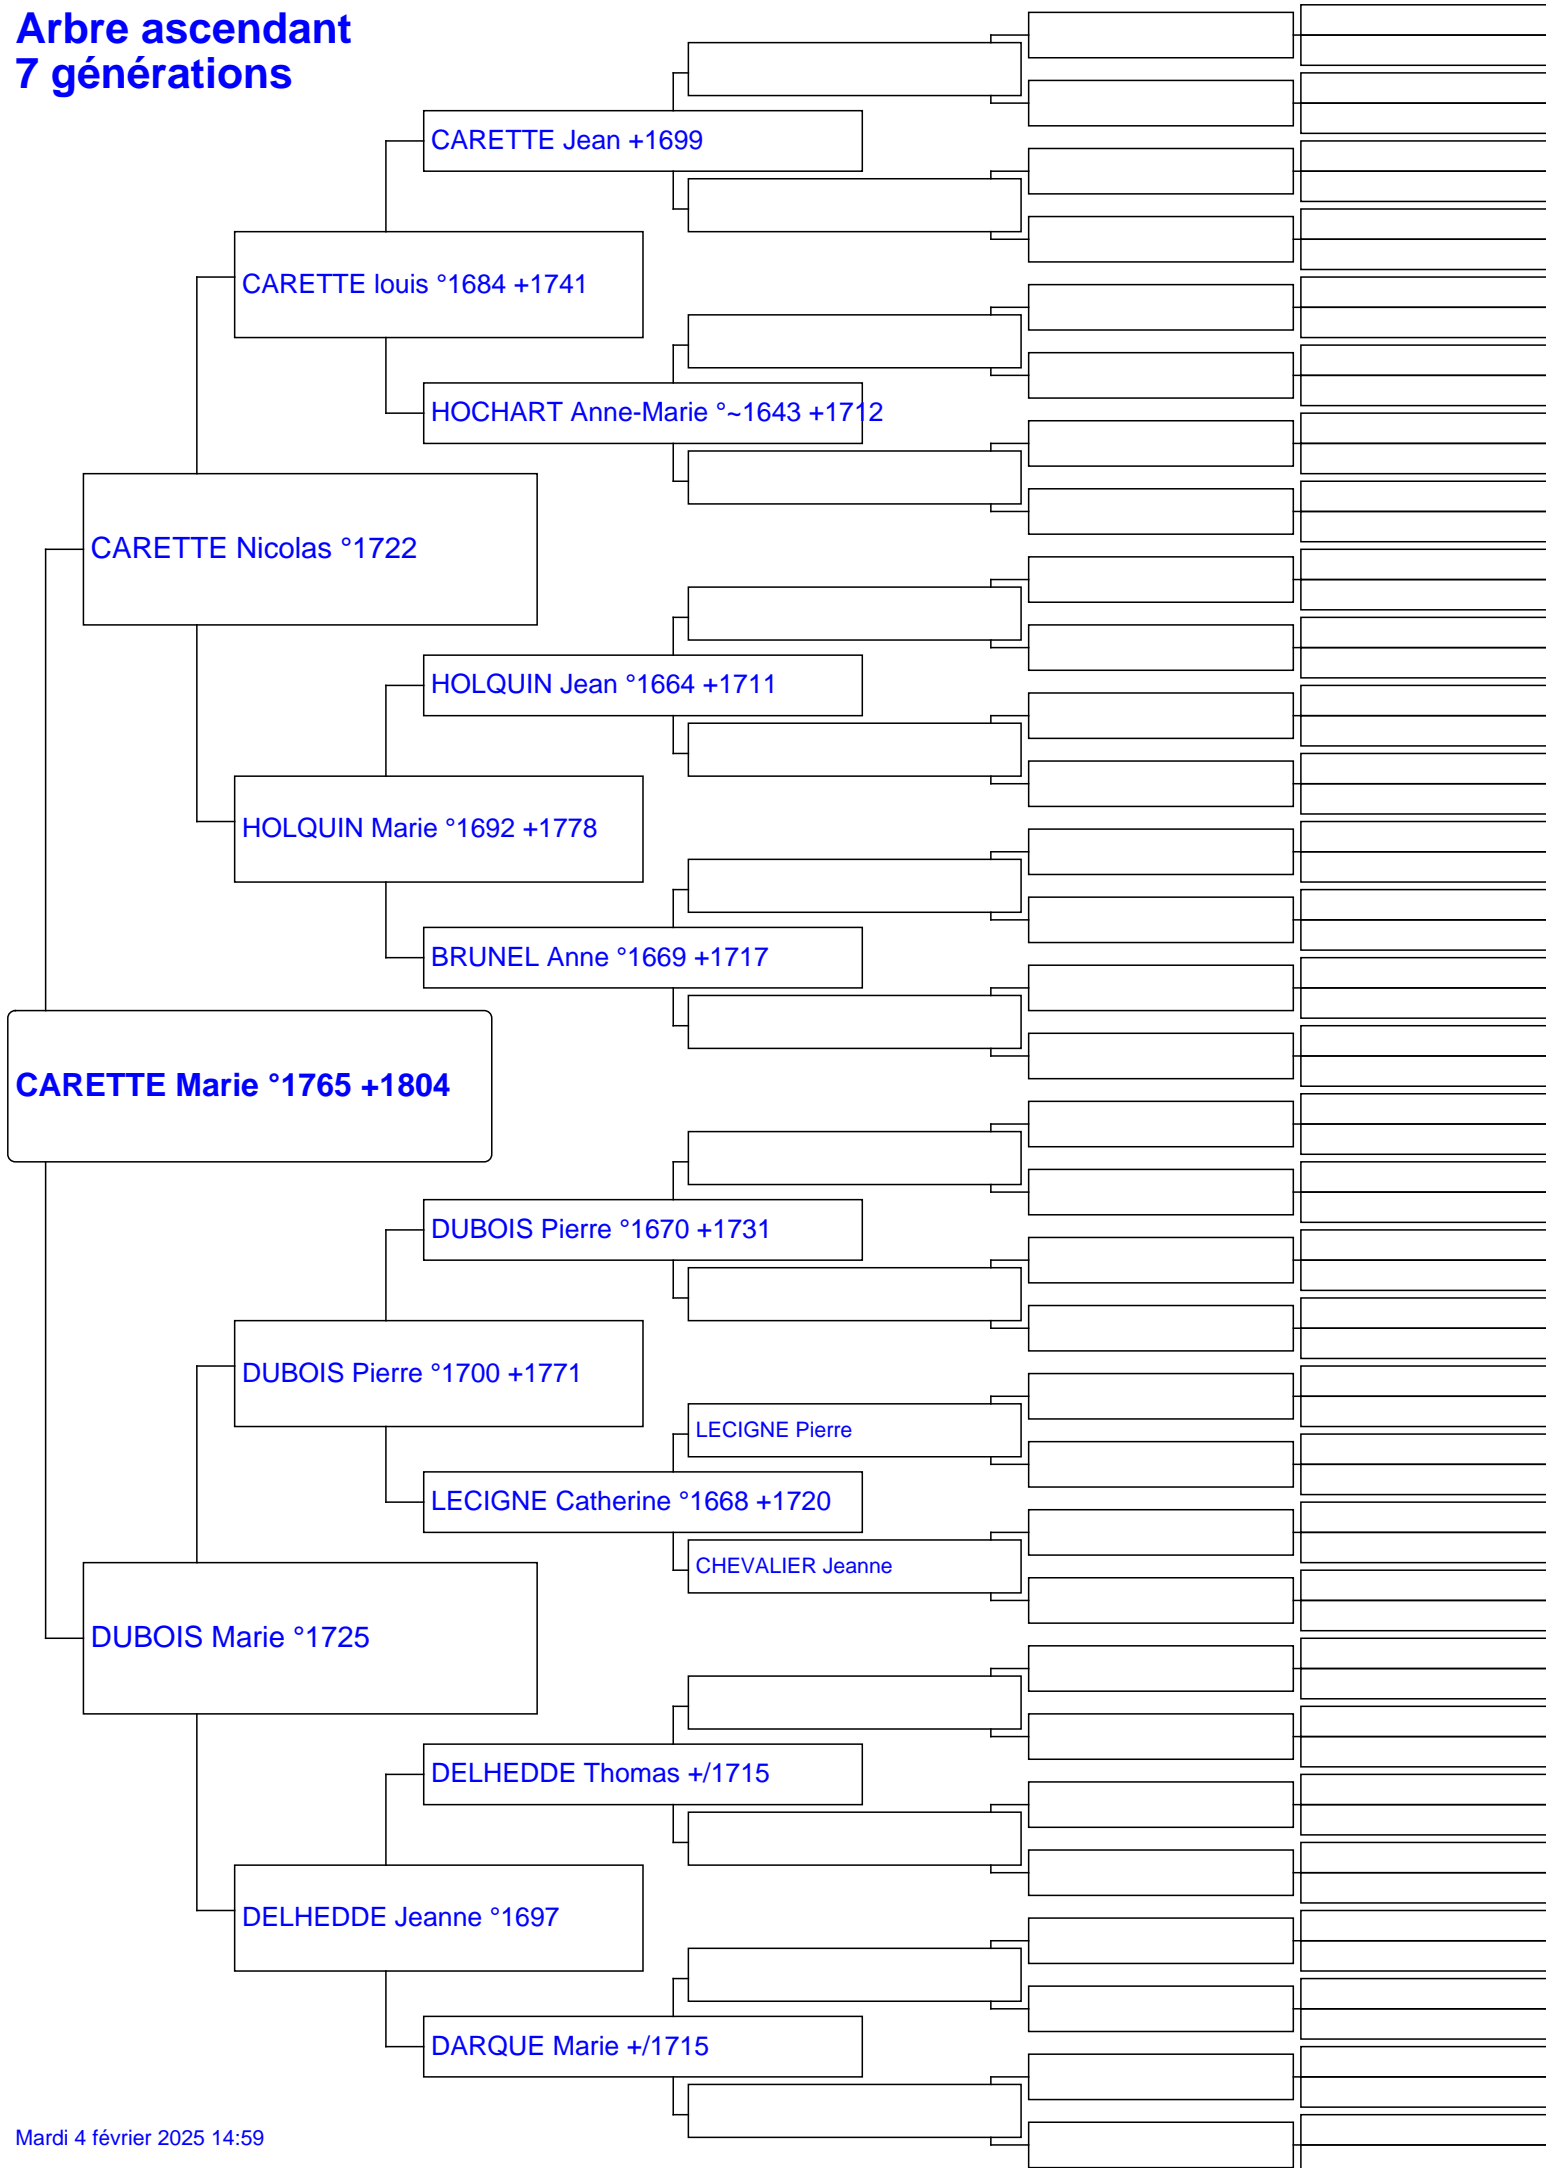 Arbre ascendant
7 générations
CARETTE Jean +1699
CARETTE louis °1684 +1741
HOCHART Anne-Marie °~1643 +1712
CARETTE Nicolas °1722
HOLQUIN Jean °1664 +1711
HOLQUIN Marie °1692 +1778
BRUNEL Anne °1669 +1717
CARETTE Marie °1765 +1804
DUBOIS Pierre °1670 +1731
DUBOIS Pierre °1700 +1771
LECIGNE Pierre
LECIGNE Catherine °1668 +1720
CHEVALIER Jeanne
DUBOIS Marie °1725
DELHEDDE Thomas +/1715
DELHEDDE Jeanne °1697
DARQUE Marie +/1715
Mardi 4 février 2025 14:59